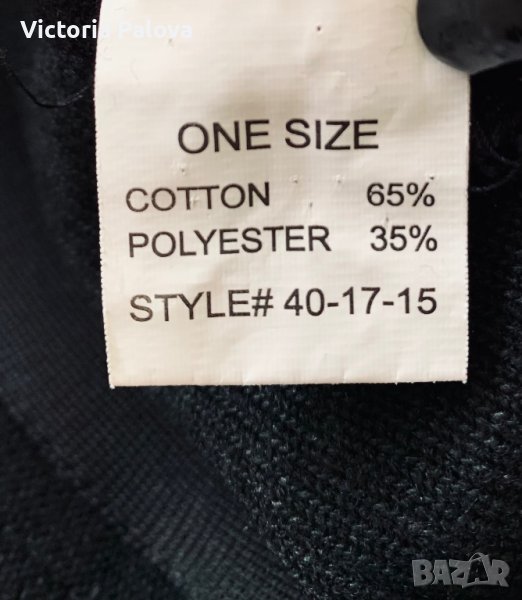 Victoria Palova
ONE SIZE
COTTON 65%
POLYESTER 35%
STYLE# 40-17-15
BAZAR